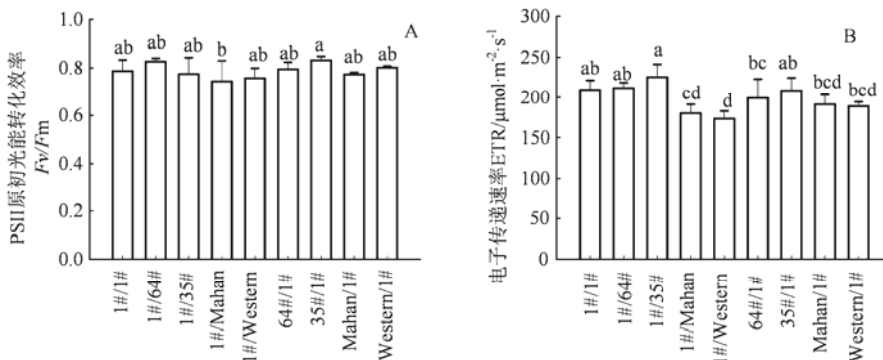 A
PSII原初光能转化效率
Fv/Fm
1.0
0.8
0.6
0.4
0.2
0.0
ab
ab
ab
b
ab
ab
a
ab
ab
1#/1#
1#/64#
1#/35#
1#/Mahan
1#/Western
64#/1#
35#/1#
Mahan/1#
Western/1#
B
电子传递速率ETR/μmol·m⁻²·s⁻¹
300
250
200
150
100
50
0
ab
ab
a
cd
d
bc
ab
bcd
bcd
1#/1#
1#/64#
1#/35#
1#/Mahan
1#/Western
64#/1#
35#/1#
Mahan/1#
Western/1#